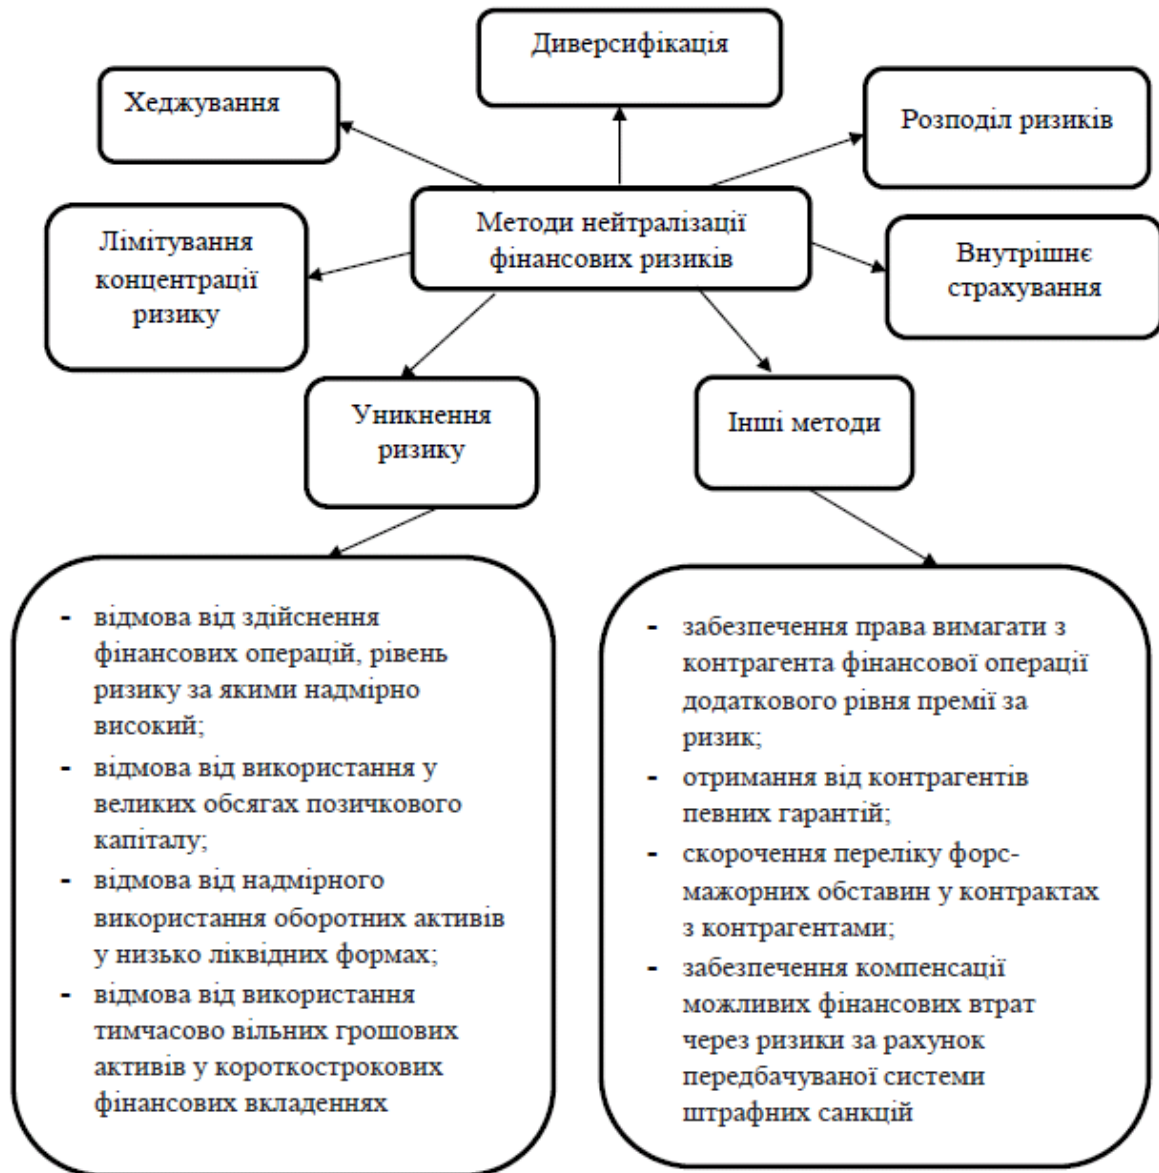 Диверсифікація
Хеджування
Розподіл ризиків
Методи нейтралізації
фінансових ризиків
Лімітування
концентрації
ризику
Внутрішнє
страхування
Уникнення
ризику
Інші методи
- відмова від здійснення
фінансових операцій, рівень
ризику за якими надмірно
високий;
- відмова від використання у
великих обсягах позичкового
капіталу;
- відмова від надмірного
використання оборотних активів
у низько ліквідних формах;
- відмова від використання
тимчасово вільних грошових
активів у короткострокових
фінансових вкладеннях
- забезпечення права вимагати з
контрагента фінансової операції
додаткового рівня премії за
ризик;
- отримання від контрагентів
певних гарантій;
- скорочення переліку форс-
мажорних обставин у контрактах
з контрагентами;
- забезпечення компенсації
можливих фінансових втрат
через ризики за рахунок
передбачуваної системи
штрафних санкцій